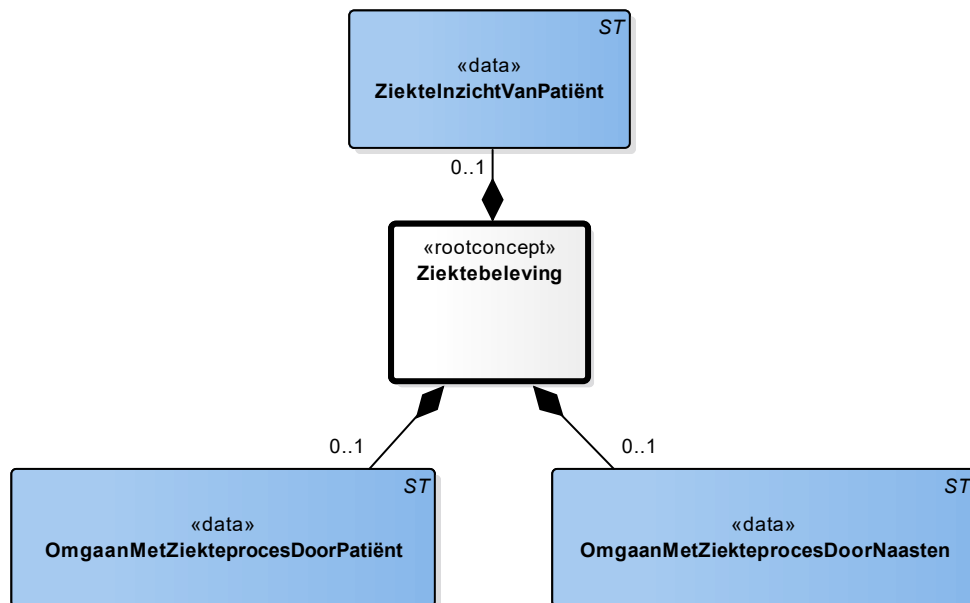 ST
«data»
ZiekteInzichtVanPatiënt
0..1
«rootconcept»
Ziektebeleving
0..1
0..1
ST
«data»
OmgaanMetZiekteprocesDoorPatiënt
ST
«data»
OmgaanMetZiekteprocesDoorNaasten